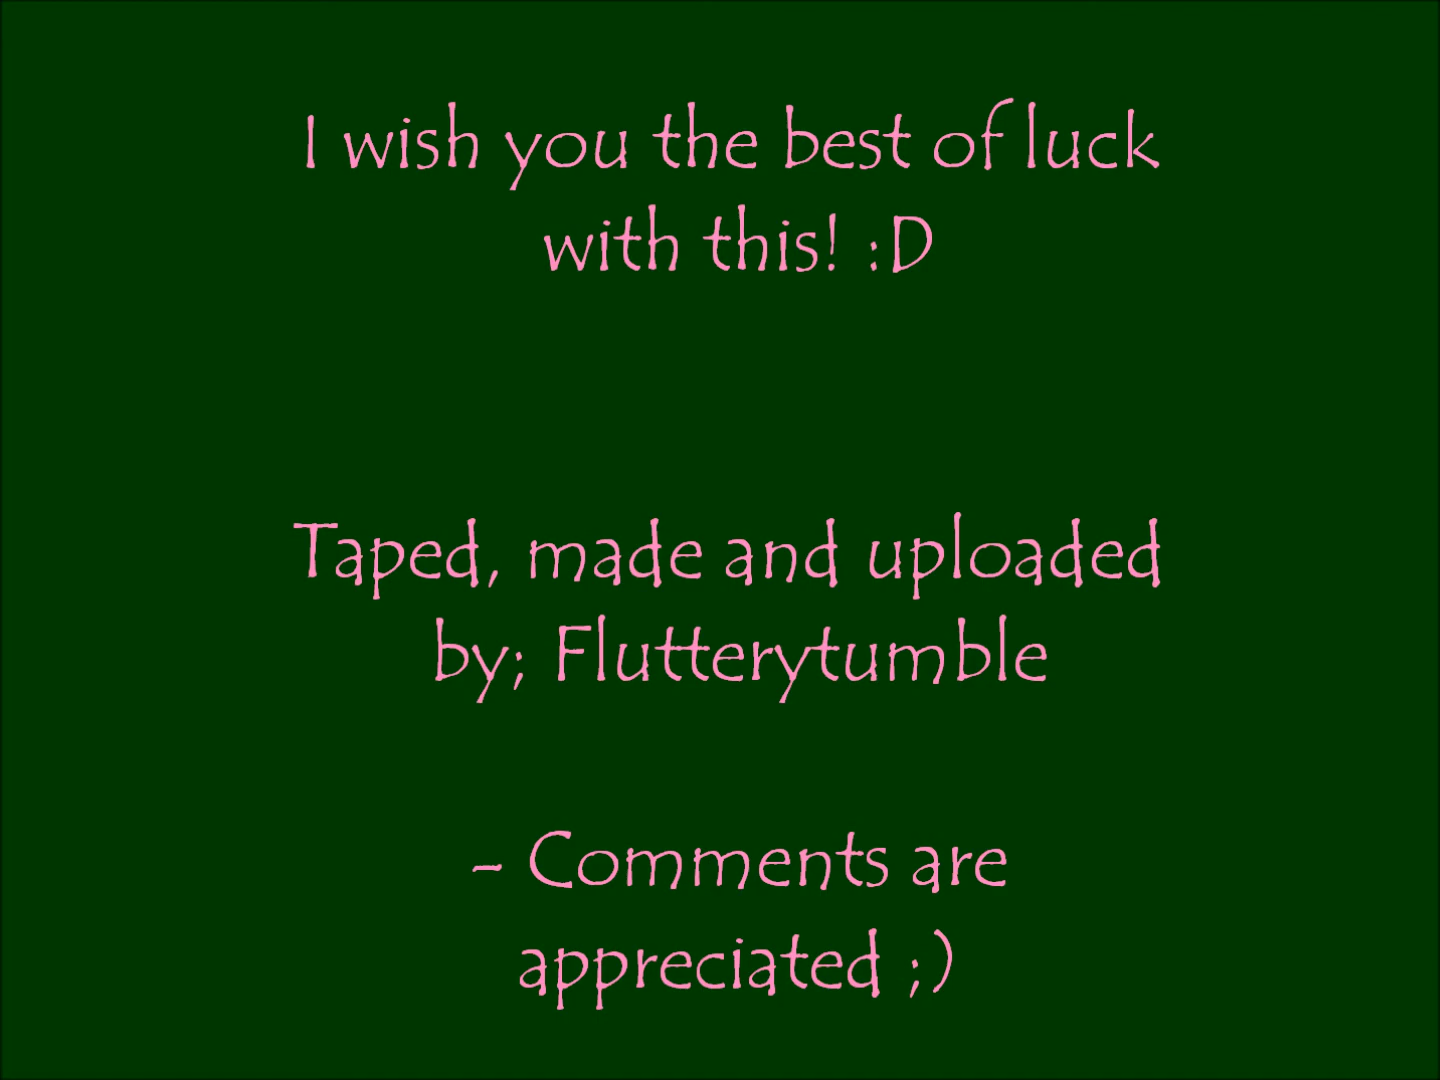 I wish you the best of luck
with this! :D
Taped, made and uploaded
by; Flutterytumble
- Comments are
appreciated ;)